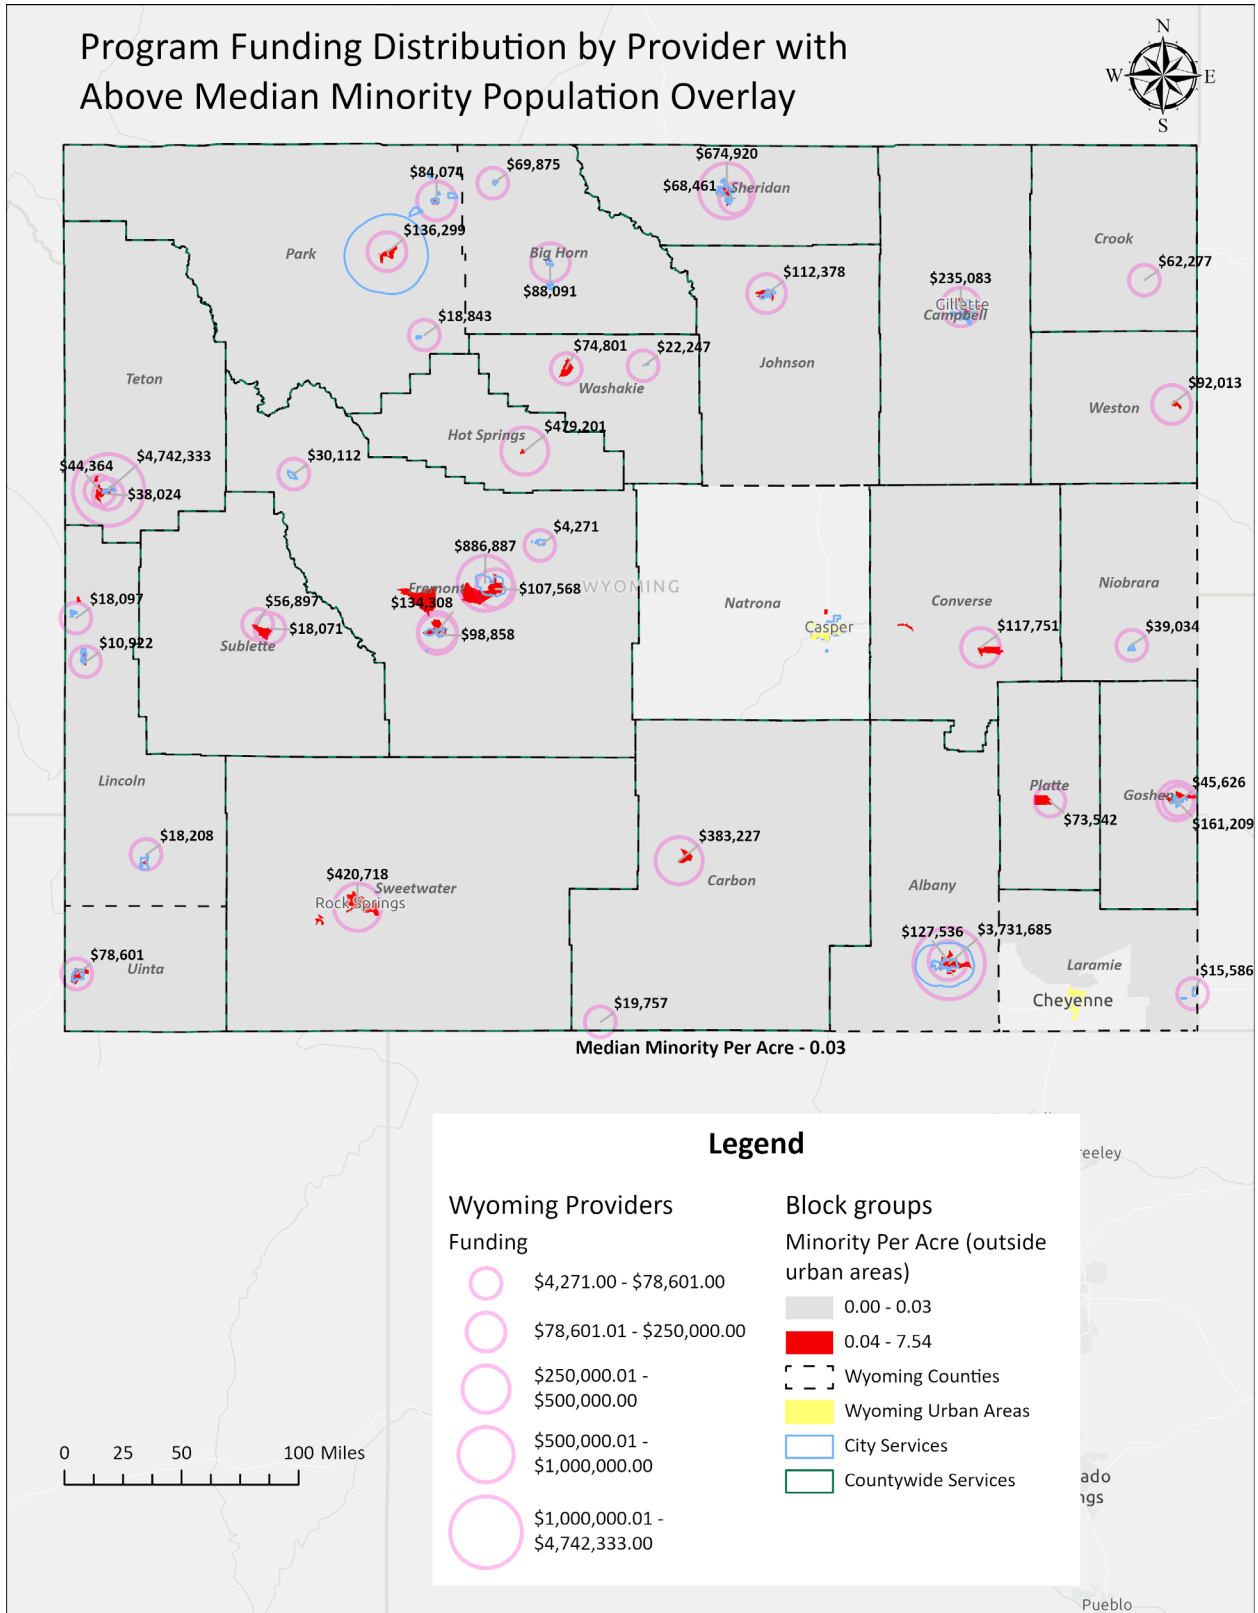 Program Funding Distribution by Provider with
Above Median Minority Population Overlay
N
W
E
S
$84,074
$69,875
$674,920
$68,461
Sheridan
$136,299
Park
Big Horn
$88,091
Crook
$62,277
$112,378
$235,083
Gillette
Campbell
$18,843
$74,801
$22,247
Washakie
Johnson
Teton
$92,013
Weston
Hot Springs
$479,201
$44,364
$4,742,333
$38,024
$30,112
$4,271
$886,887
Fremont
$107,568
$134,308
$98,858
WYOMING
Natrona
Casper
Converse
$117,751
Niobrara
$39,034
$18,097
$10,922
$56,897
$18,071
Sublette
Lincoln
$18,208
Platte
$73,542
Goshen
$45,626
$161,209
$420,718
Sweetwater
Rock Springs
$383,227
Carbon
Albany
$127,536
$3,731,685
$78,601
Uinta
Laramie
Cheyenne
$15,586
$19,757
Median Minority Per Acre - 0.03
reeley
Legend
Wyoming Providers
Funding
$4,271.00 - $78,601.00
$78,601.01 - $250,000.00
$250,000.01 -
$500,000.00
$500,000.01 -
$1,000,000.00
$1,000,000.01 -
$4,742,333.00
Block groups
Minority Per Acre (outside
urban areas)
0.00 - 0.03
0.04 - 7.54
Wyoming Counties
Wyoming Urban Areas
City Services
Countywide Services
0 25 50 100 Miles
ado
ngs
Pueblo